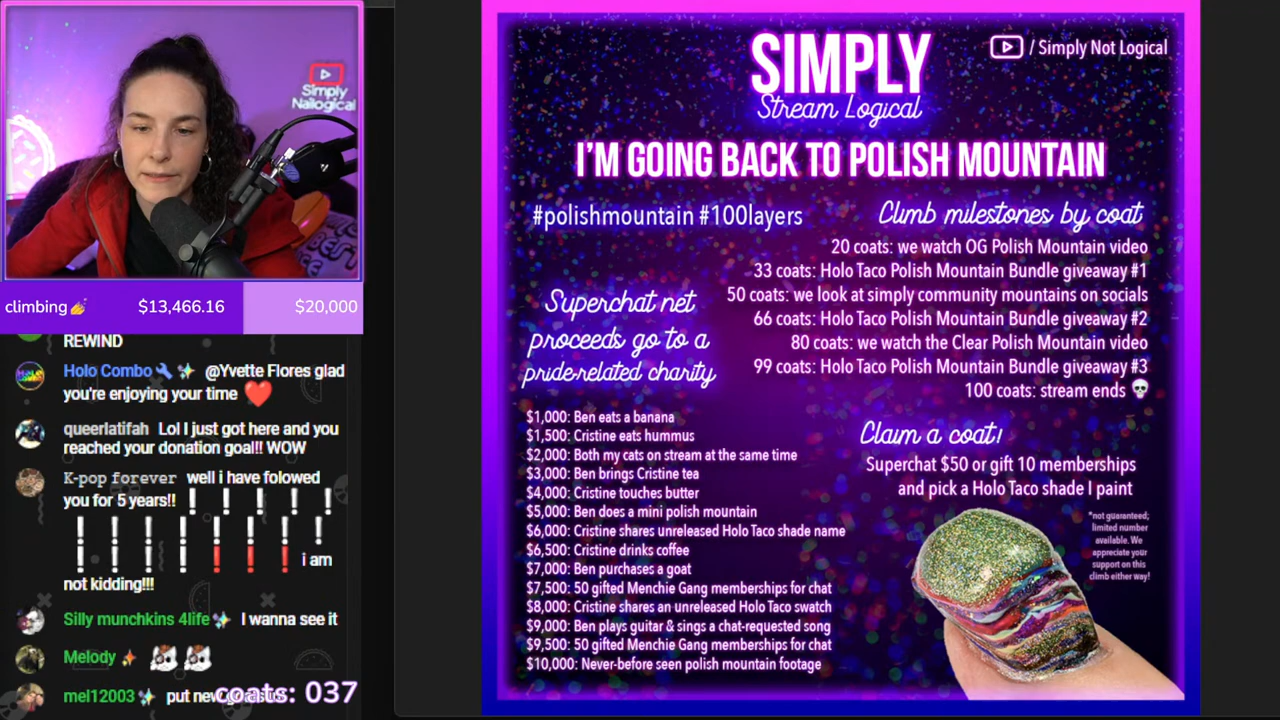 Simply
Nailogical
climbing💅 $13,466.16 $20,000
REWIND
Holo Combo🔧✨ @Yvette Flores glad
you're enjoying your time ❤️
queerlatifah Lol I just got here and you
reached your donation goal!! WOW
K-pop forever well i have folowed
you for 5 years!! ❕ ❕ ❕ ❕ ❕
❕ ❕ ❕ ❕ ❕ ❕ ❕ ❕
❕ ❕ ❕ ❕ ❗ ❗ ❗ i am
not kidding!!!
Silly munchkins 4life✨ I wanna see it
Melody
mel12003✨ put new
coats: 037
SIMPLY
Stream Logical
/ Simply Not Logical
I'M GOING BACK TO POLISH MOUNTAIN
#polishmountain #100layers
Climb milestones by coat
20 coats: we watch OG Polish Mountain video
33 coats: Holo Taco Polish Mountain Bundle giveaway #1
50 coats: we look at simply community mountains on socials
66 coats: Holo Taco Polish Mountain Bundle giveaway #2
80 coats: we watch the Clear Polish Mountain video
99 coats: Holo Taco Polish Mountain Bundle giveaway #3
100 coats: stream ends 💀
Superchat net
proceeds go to a
pride-related charity
$1,000: Ben eats a banana
$1,500: Cristine eats hummus
$2,000: Both my cats on stream at the same time
$3,000: Ben brings Cristine tea
$4,000: Cristine touches butter
$5,000: Ben does a mini polish mountain
$6,000: Cristine shares unreleased Holo Taco shade name
$6,500: Cristine drinks coffee
$7,000: Ben purchases a goat
$7,500: 50 gifted Menchie Gang memberships for chat
$8,000: Cristine shares an unreleased Holo Taco swatch
$9,000: Ben plays guitar & sings a chat-requested song
$9,500: 50 gifted Menchie Gang memberships for chat
$10,000: Never-before seen polish mountain footage
Claim a coat!
Superchat $50 or gift 10 memberships
and pick a Holo Taco shade I paint
*not guaranteed;
limited number
available. We
appreciate your
support on this
climb either way!